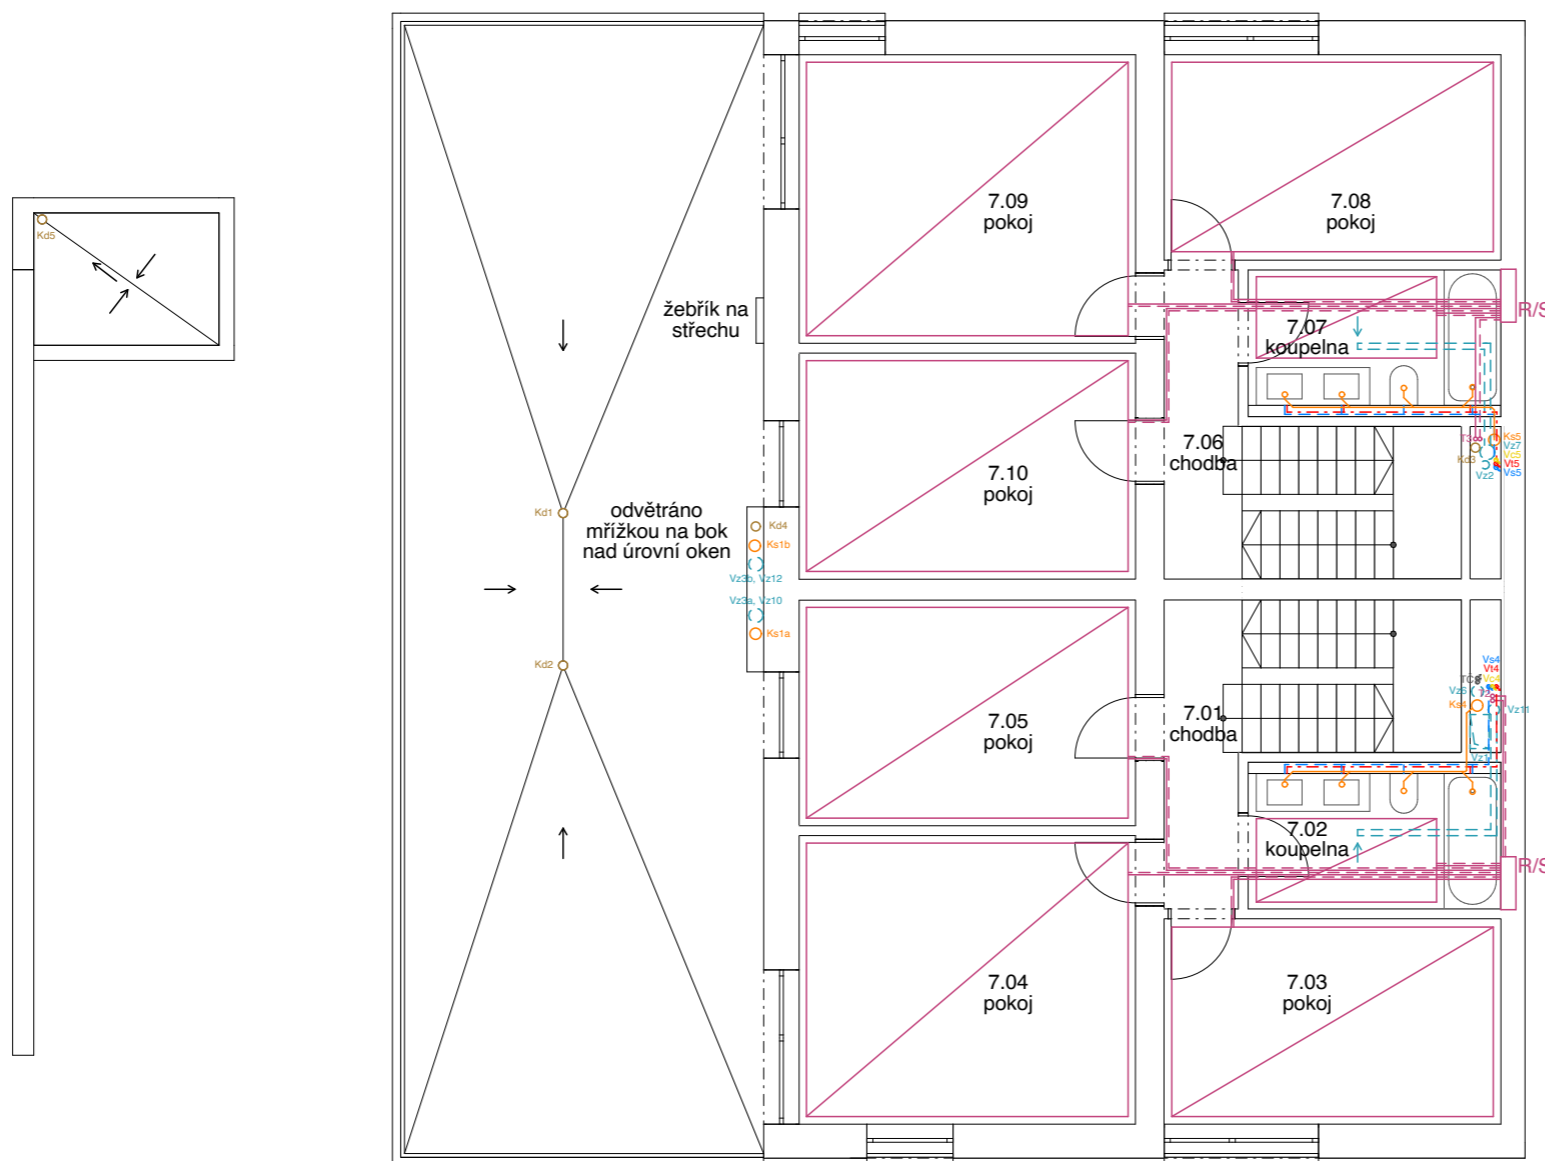 7.09
pokoj
7.08
pokoj
Kd5
žebřík na
střechu
7.07
koupelna
R/S
7.06
chodba
T3
Kd3
Ks5
Vz7
Vc5
Vt5
Vs5
Vz2
7.10
pokoj
Kd1
odvětráno
mřížkou na bok
nad úrovní oken
Kd4
Ks1b
Vz3b, Vz12
Vz3a, Vz10
Ks1a
Kd2
7.05
pokoj
7.01
chodba
Vs4
Vt4
Vc4
Vz6
Ks4
Vz11
Vz1
7.02
koupelna
R/S
7.04
pokoj
7.03
pokoj